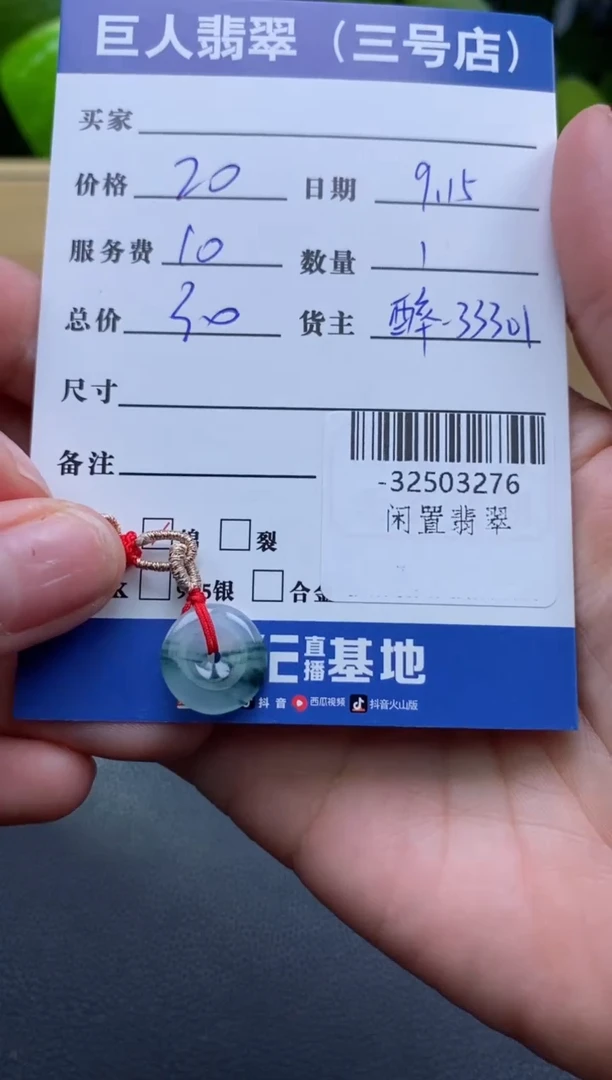 巨人翡翠（三号店）
买家
价格 20 日期 9.15
服务费 10 数量 1
总价 30 货主 醉-33301
尺寸
备注
-32503276
闲置翡翠
裂
银 合金
直播基地
抖音 西瓜视频 抖音火山版